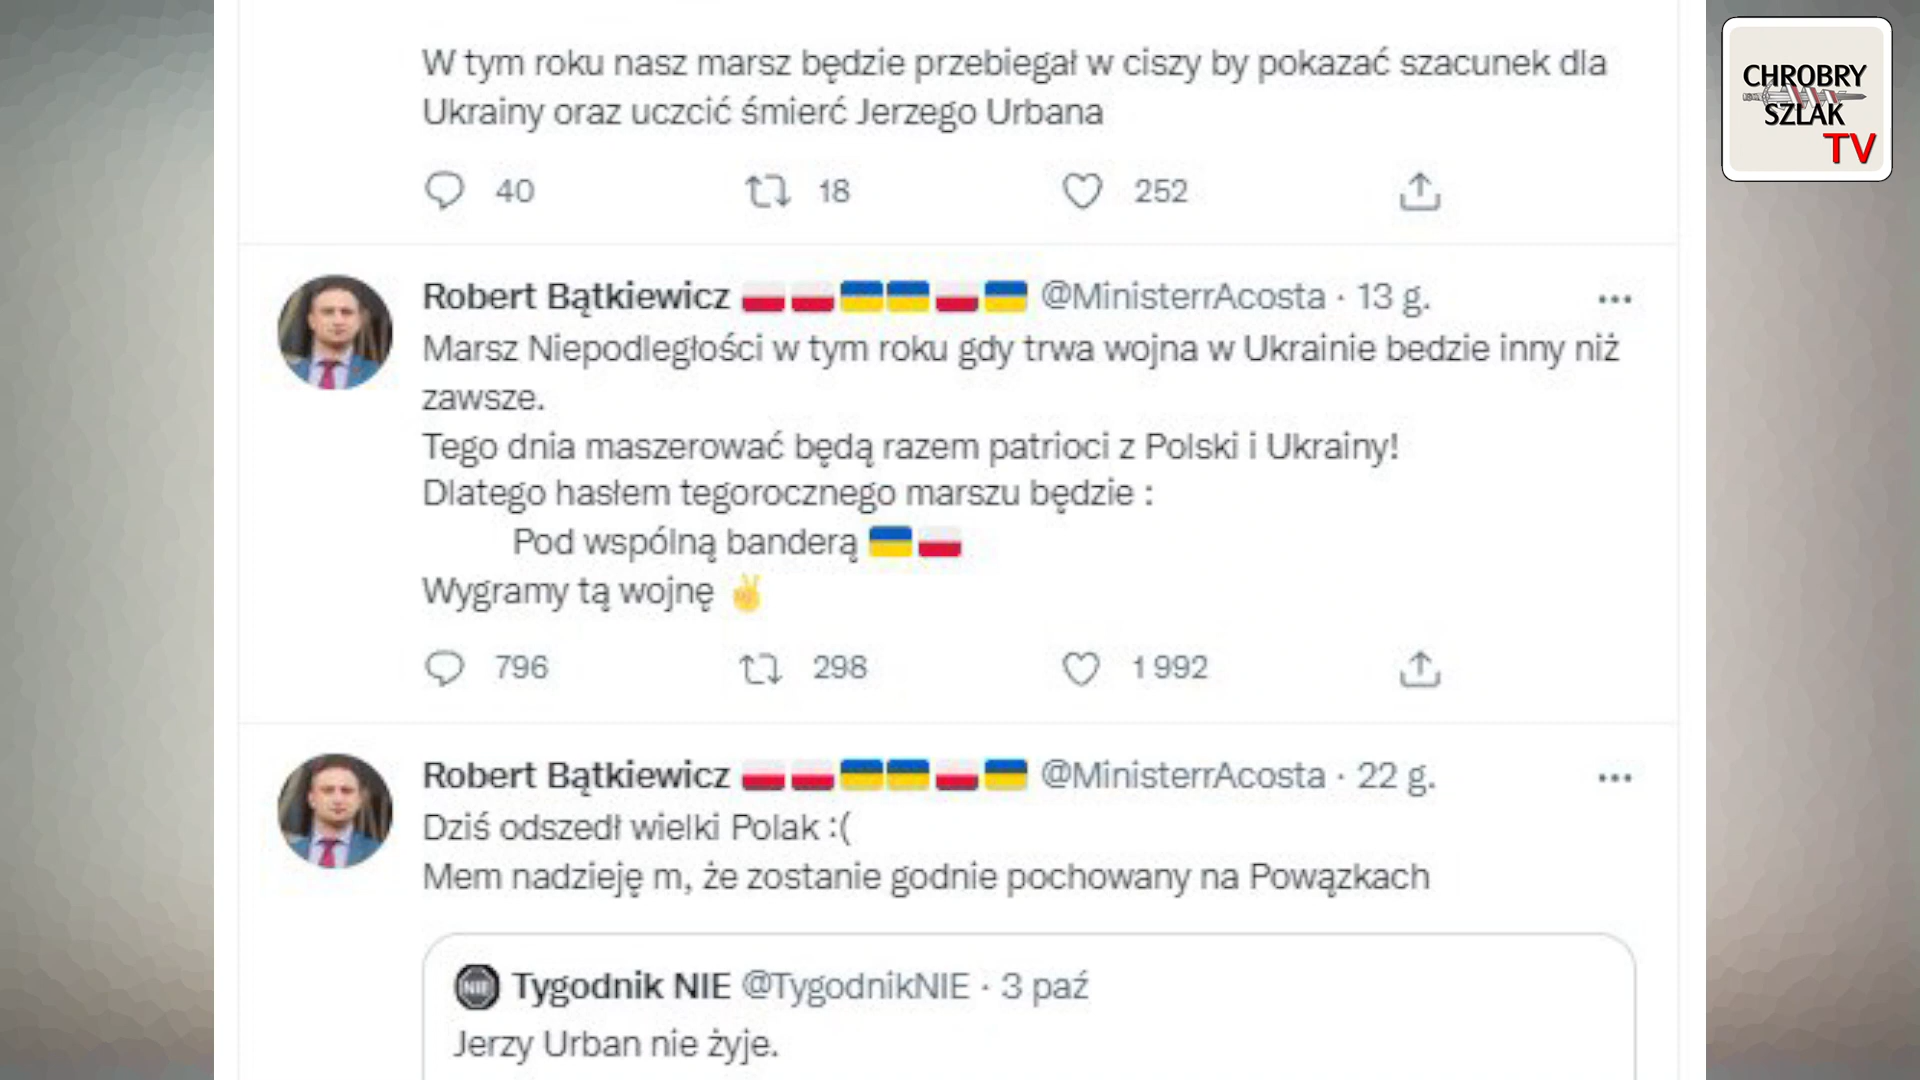 W tym roku nasz marsz będzie przebiegał w ciszy by pokazać szacunek dla
Ukrainy oraz uczcić śmierć Jerzego Urbana
40 18 252
CHROBRY
SZLAK
TV
Robert Bątkiewicz 🇵🇱🇵🇱🇺🇦🇺🇦🇵🇱🇺🇦 @MinisterrAcosta · 13 g.
Marsz Niepodległości w tym roku gdy trwa wojna w Ukrainie bedzie inny niż
zawsze.
Tego dnia maszerować będą razem patrioci z Polski i Ukrainy!
Dlatego hasłem tegorocznego marszu będzie :
Pod wspólną banderą 🇺🇦🇵🇱
Wygramy tą wojnę ✌️
796 298 1 992
Robert Bątkiewicz 🇵🇱🇵🇱🇺🇦🇺🇦🇵🇱🇺🇦 @MinisterrAcosta · 22 g.
Dziś odszedł wielki Polak :(
Mem nadzieję m, że zostanie godnie pochowany na Powązkach
NIE
Tygodnik NIE @TygodnikNIE · 3 paź
Jerzy Urban nie żyje.